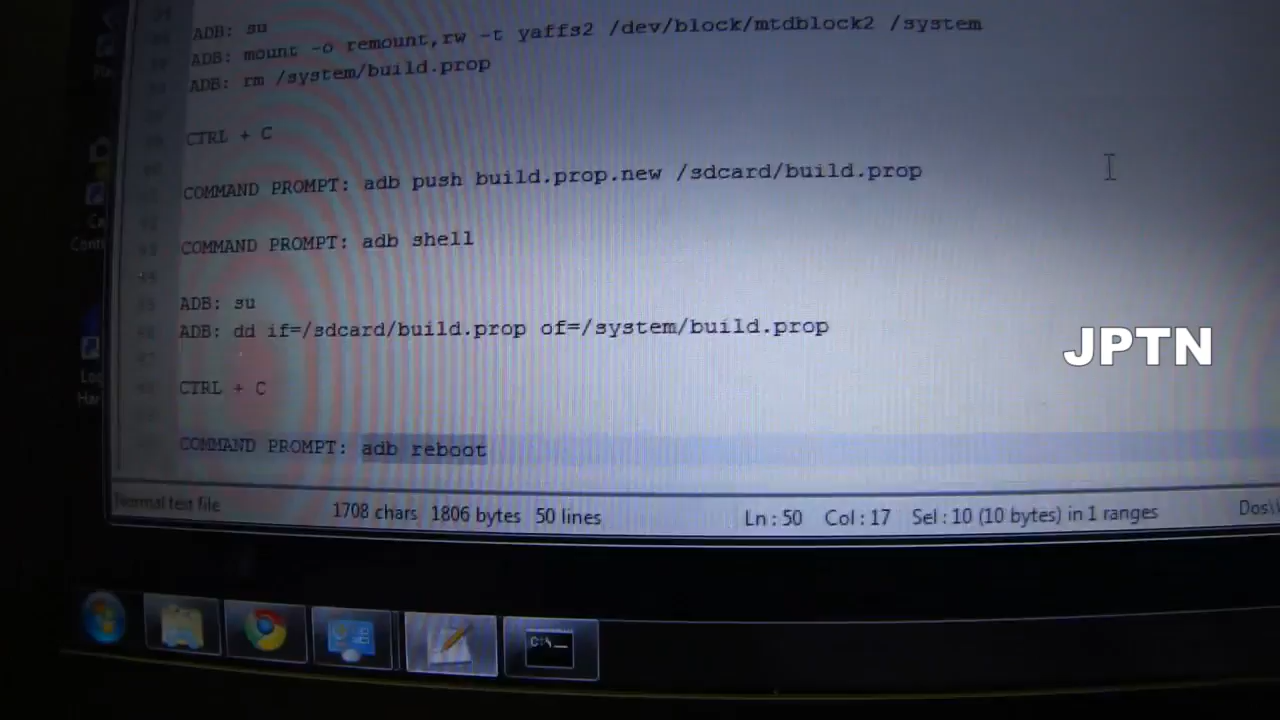 ADB: su
ADB: mount -o remount,rw -t yaffs2 /dev/block/mtdblock2 /system
ADB: rm /system/build.prop
CTRL + C
COMMAND PROMPT: adb push build.prop.new /sdcard/build.prop
COMMAND PROMPT: adb shell
44
ADB: su
ADB: dd if=/sdcard/build.prop of=/system/build.prop
JPTN
CTRL + C
COMMAND PROMPT: adb reboot
Normal text file 1708 chars 1806 bytes 50 lines Ln : 50 Col : 17 Sel : 10 (10 bytes) in 1 ranges Dos\
C:\